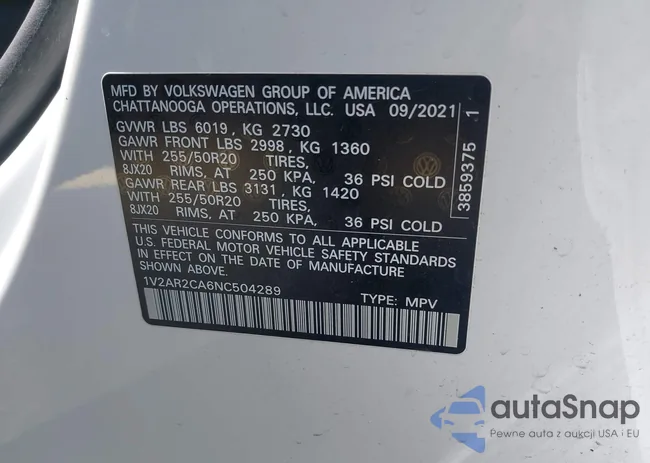 MFD BY VOLKSWAGEN GROUP OF AMERICA
CHATTANOOGA OPERATIONS, LLC. USA 09/2021
GVWR LBS 6019, KG 2730
GAWR FRONT LBS 2998, KG 1360
WITH 255/50R20 TIRES,
8JX20 RIMS, AT 250 KPA, 36 PSI COLD
GAWR REAR LBS 3131, KG 1420
WITH 255/50R20 TIRES,
8JX20 RIMS, AT 250 KPA, 36 PSI COLD
THIS VEHICLE CONFORMS TO ALL APPLICABLE
U.S. FEDERAL MOTOR VEHICLE SAFETY STANDARDS
IN EFFECT ON THE DATE OF MANUFACTURE
SHOWN ABOVE.
1V2AR2CA6NC504289
TYPE: MPV
3859375 1
autaSnap
Pewne auta z aukcji USA i EU